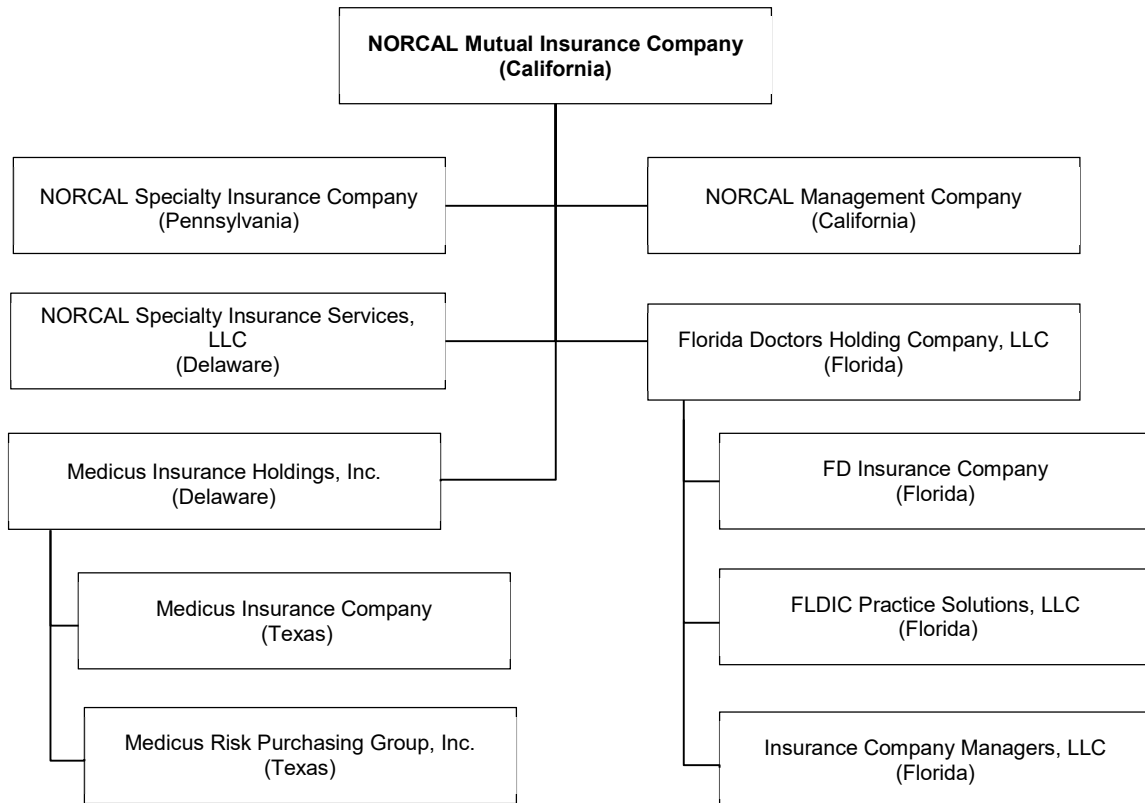 NORCAL Mutual Insurance Company
(California)
NORCAL Specialty Insurance Company
(Pennsylvania)
NORCAL Management Company
(California)
NORCAL Specialty Insurance Services,
LLC
(Delaware)
Florida Doctors Holding Company, LLC
(Florida)
Medicus Insurance Holdings, Inc.
(Delaware)
FD Insurance Company
(Florida)
Medicus Insurance Company
(Texas)
FLDIC Practice Solutions, LLC
(Florida)
Medicus Risk Purchasing Group, Inc.
(Texas)
Insurance Company Managers, LLC
(Florida)